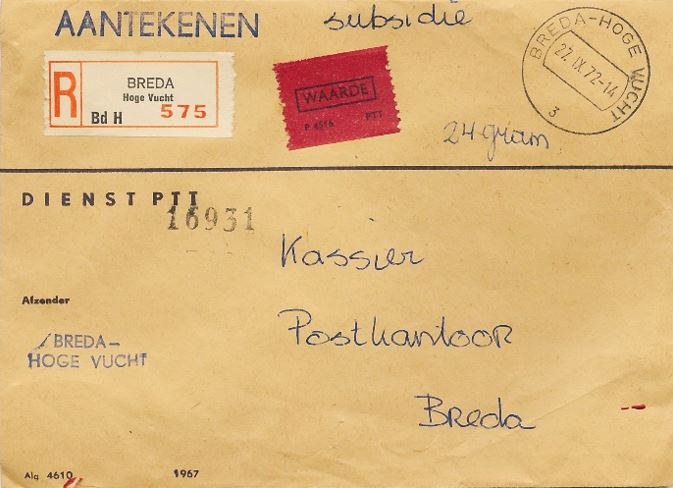 AANTEKENEN
subsidie
R
BREDA
Hoge Vucht
Bd H 575
WAARDE
P 4516 PTT
BREDA-HOGE VUCHT
27.IX.72-14
3
24 gram
DIENST PTT
16931
Kassier
Postkantoor
Breda
Afzender
BREDA-
HOGE VUCHT
Alg 4610 1967